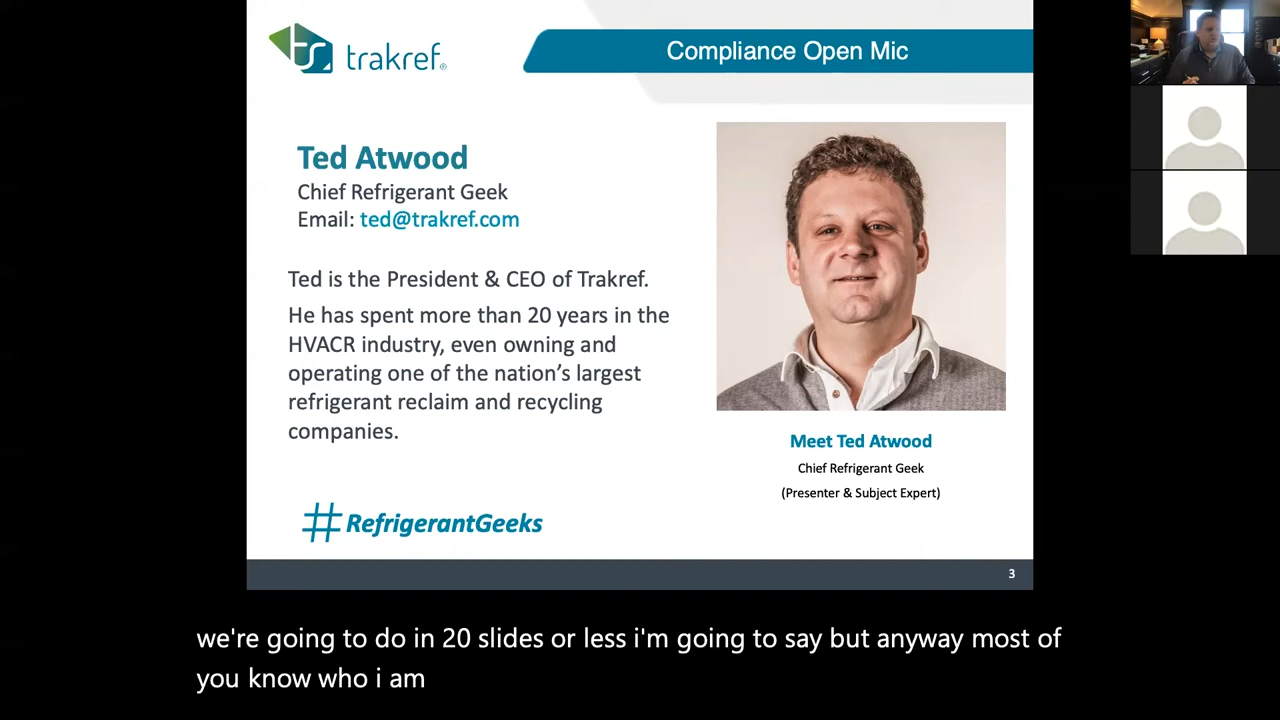 trakref®
Compliance Open Mic
Ted Atwood
Chief Refrigerant Geek
Email: ted@trakref.com
Ted is the President & CEO of Trakref.
He has spent more than 20 years in the
HVACR industry, even owning and
operating one of the nation’s largest
refrigerant reclaim and recycling
companies.
#RefrigerantGeeks
Meet Ted Atwood
Chief Refrigerant Geek
(Presenter & Subject Expert)
3
we're going to do in 20 slides or less i'm going to say but anyway most of
you know who i am